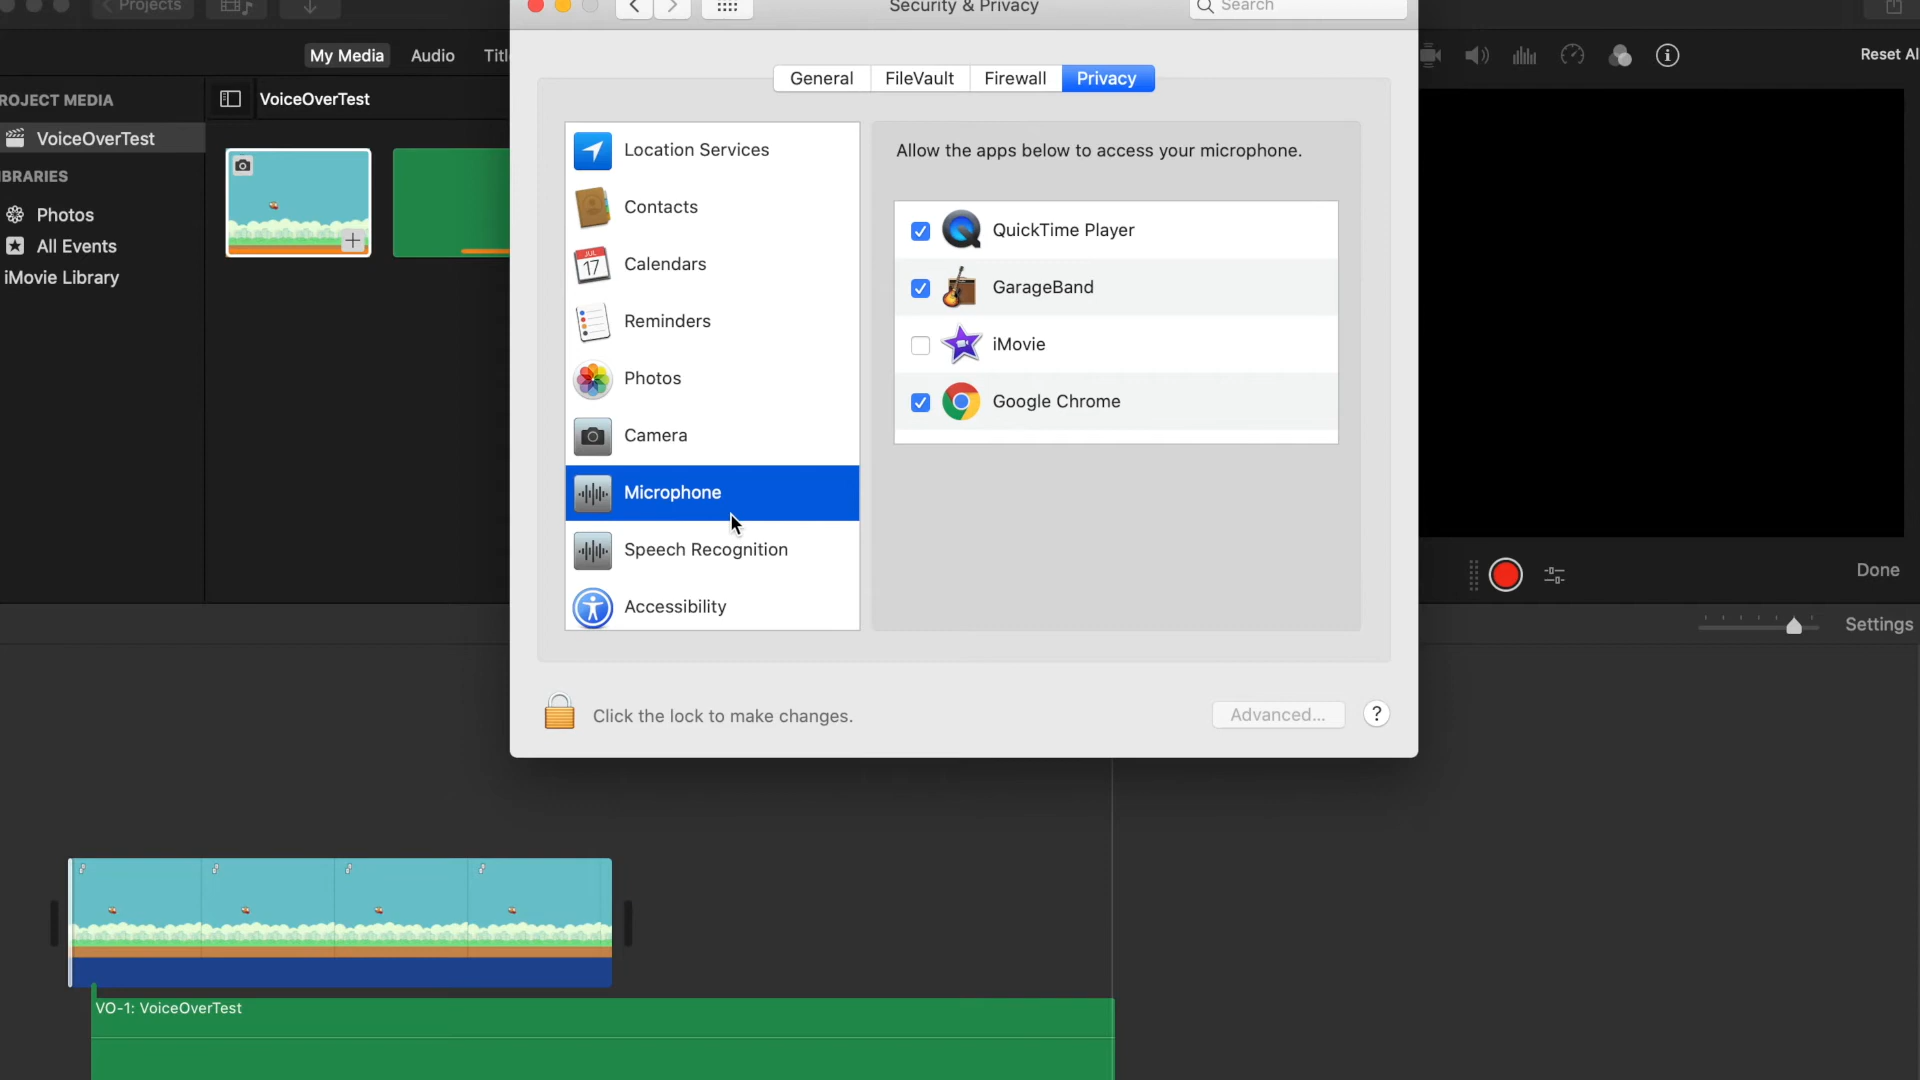 Projects
Security & Privacy
Search
My Media
Audio
Reset Al
General
FileVault
Firewall
Privacy
ROJECT MEDIA
VoiceOverTest
VoiceOverTest
BRARIES
Photos
All Events
iMovie Library
Location Services
Contacts
JUL
17
Calendars
Reminders
Photos
Camera
Microphone
Speech Recognition
Accessibility
Allow the apps below to access your microphone.
QuickTime Player
GarageBand
iMovie
Google Chrome
Done
Settings
Click the lock to make changes.
Advanced...
?
VO-1: VoiceOverTest